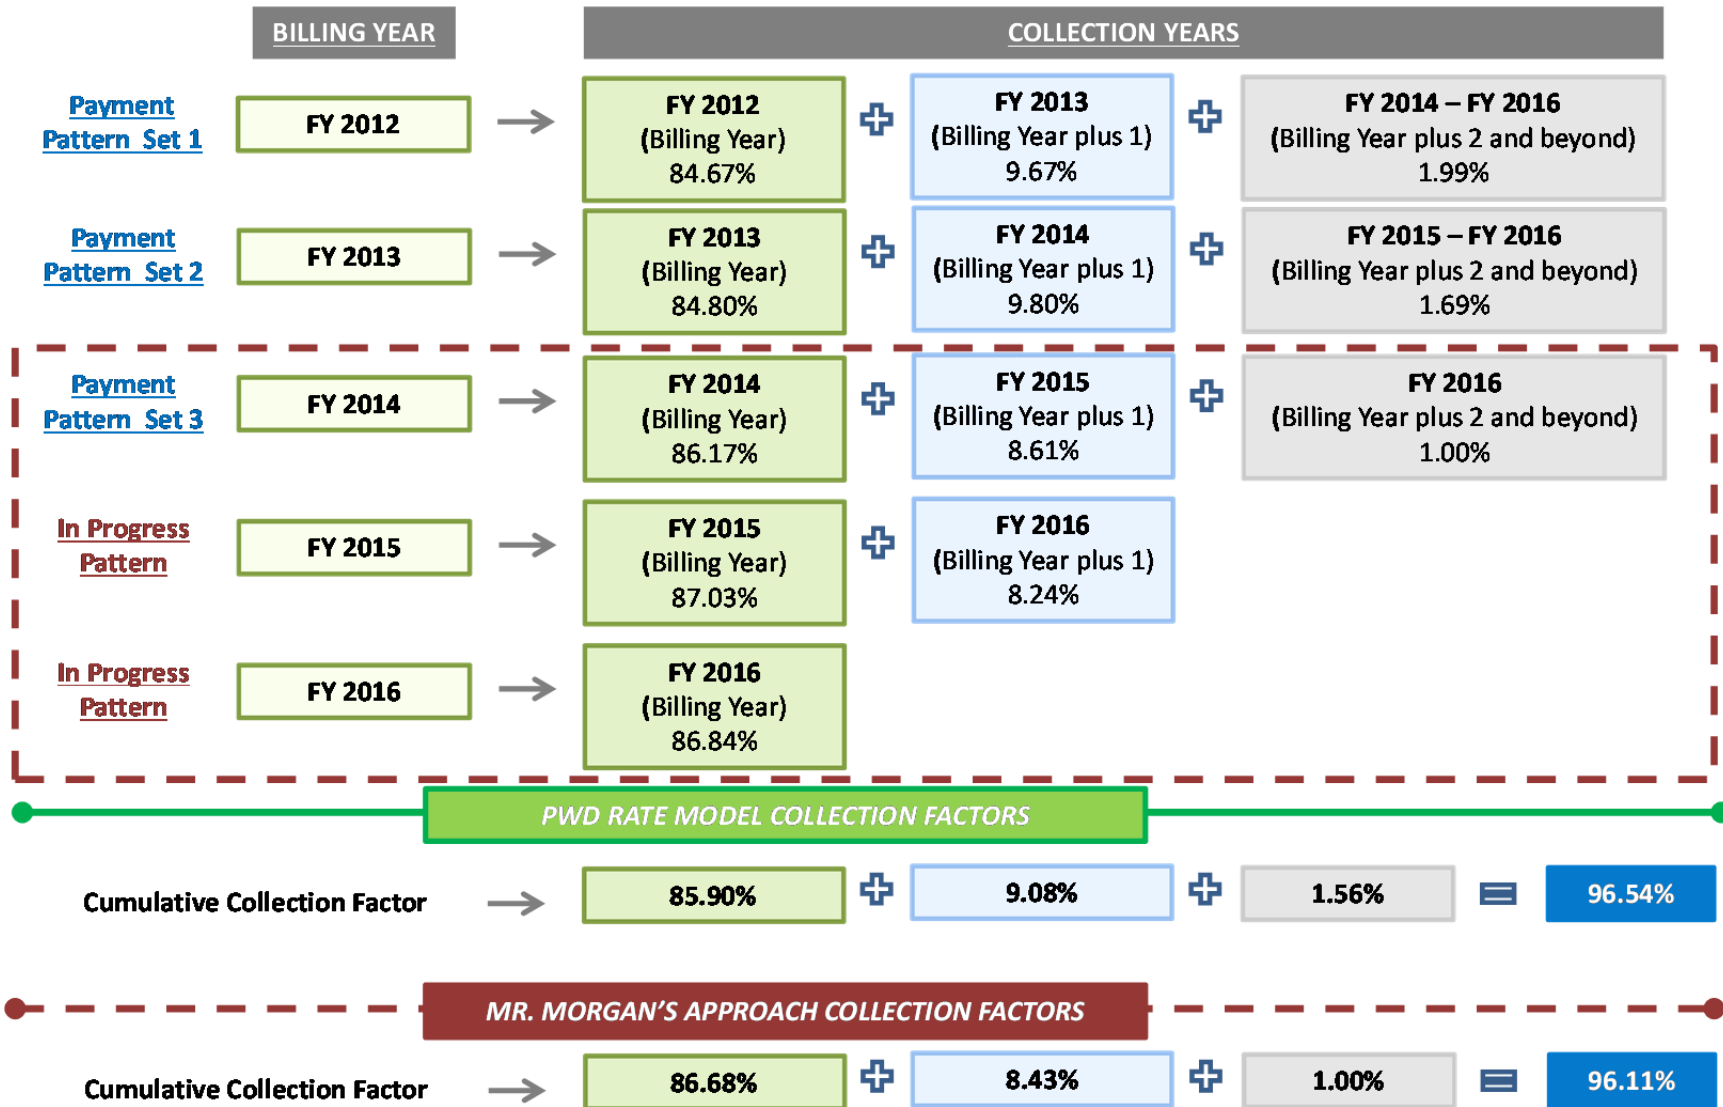 BILLING YEAR
COLLECTION YEARS
Payment
Pattern Set 1
FY 2012
FY 2012
(Billing Year)
84.67%
FY 2013
(Billing Year plus 1)
9.67%
FY 2014 – FY 2016
(Billing Year plus 2 and beyond)
1.99%
Payment
Pattern Set 2
FY 2013
FY 2013
(Billing Year)
84.80%
FY 2014
(Billing Year plus 1)
9.80%
FY 2015 – FY 2016
(Billing Year plus 2 and beyond)
1.69%
Payment
Pattern Set 3
FY 2014
FY 2014
(Billing Year)
86.17%
FY 2015
(Billing Year plus 1)
8.61%
FY 2016
(Billing Year plus 2 and beyond)
1.00%
In Progress
Pattern
FY 2015
FY 2015
(Billing Year)
87.03%
FY 2016
(Billing Year plus 1)
8.24%
In Progress
Pattern
FY 2016
FY 2016
(Billing Year)
86.84%
PWD RATE MODEL COLLECTION FACTORS
Cumulative Collection Factor
85.90%
9.08%
1.56%
96.54%
MR. MORGAN'S APPROACH COLLECTION FACTORS
Cumulative Collection Factor
86.68%
8.43%
1.00%
96.11%